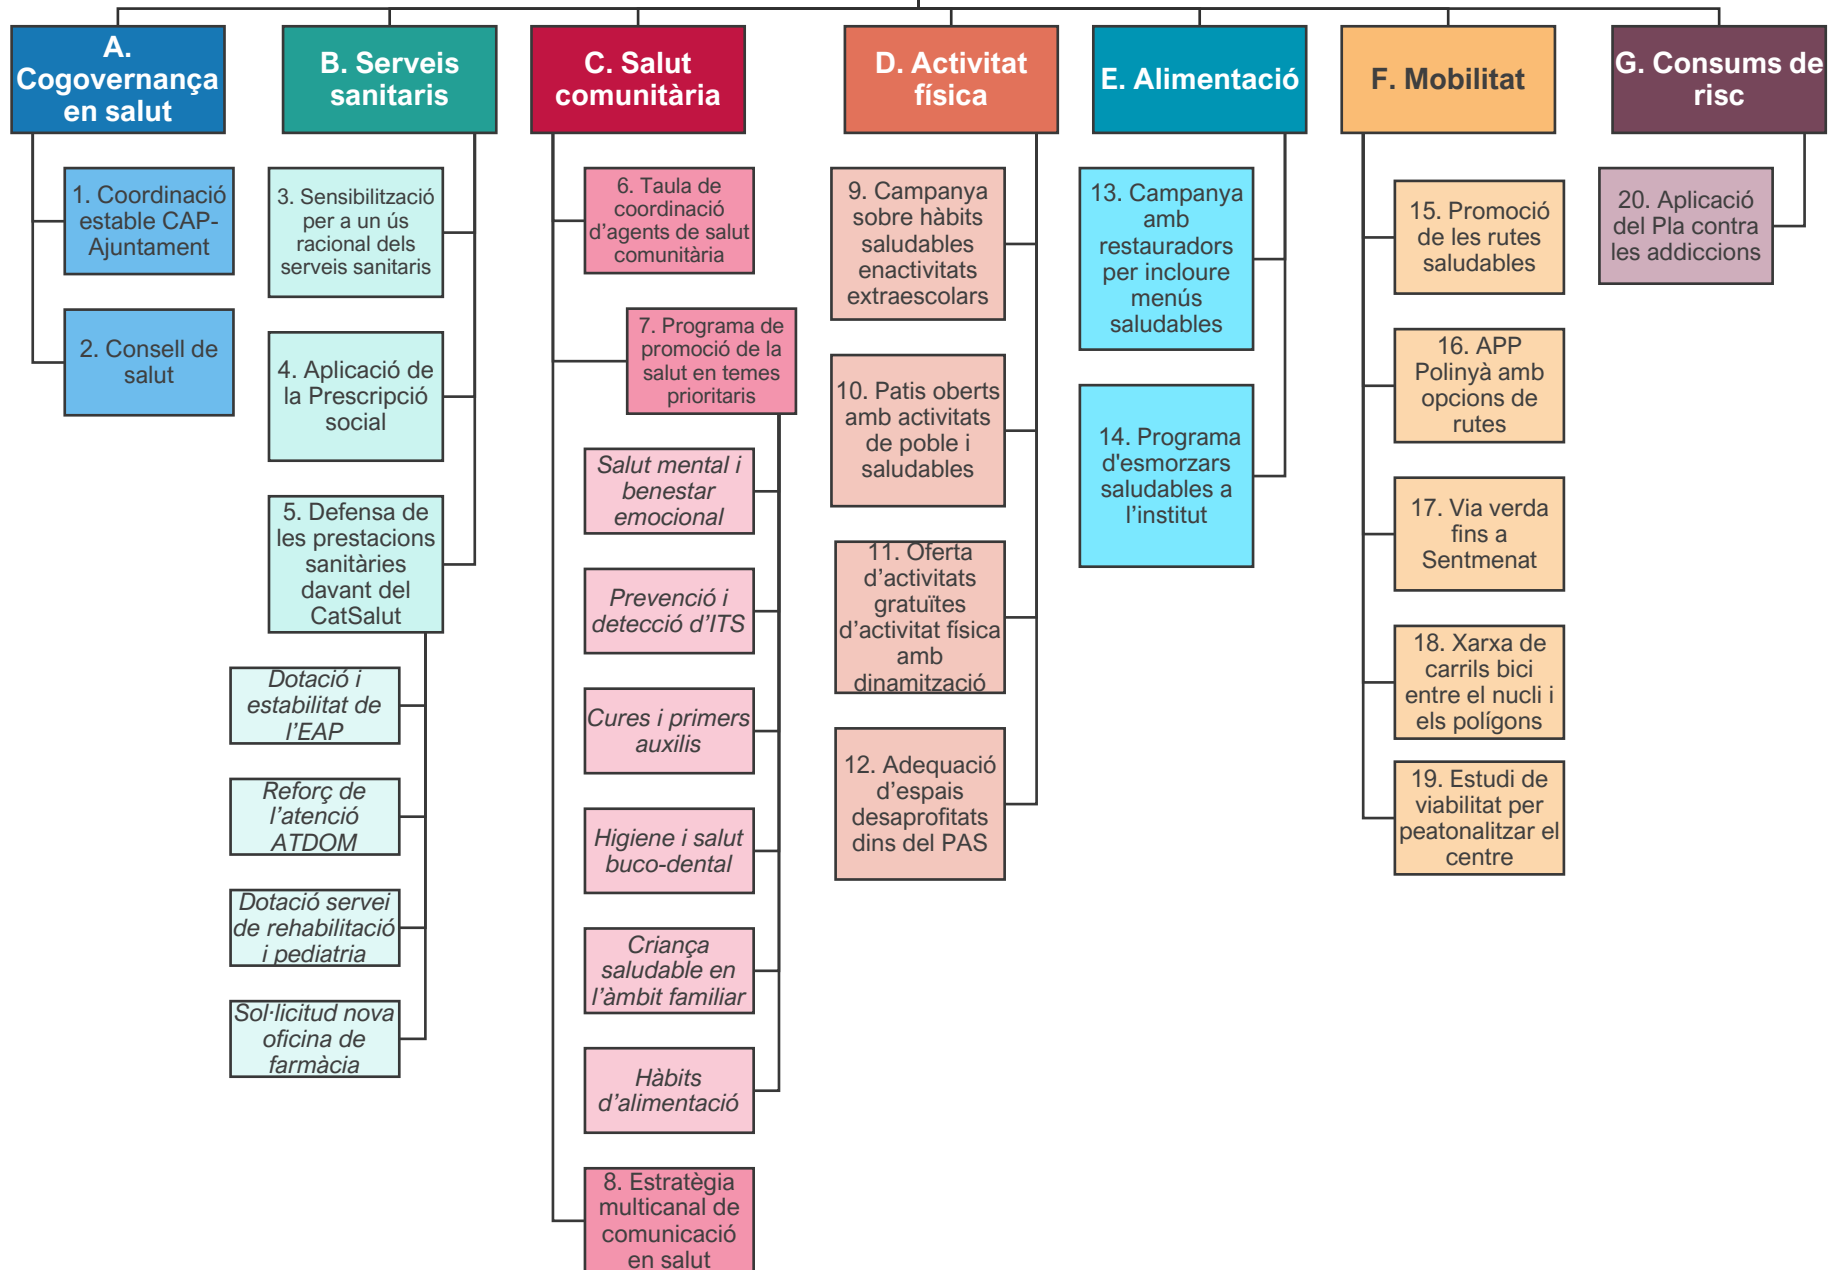 A.
Cogovernança
en salut
1. Coordinació
estable CAP-
Ajuntament
2. Consell de
salut
B. Serveis
sanitaris
3. Sensibilització
per a un ús
racional dels
serveis sanitaris
4. Aplicació de
la Prescripció
social
5. Defensa de
les prestacions
sanitàries
davant del
CatSalut
Dotació i
estabilitat de
l’EAP
Reforç de
l’atenció
ATDOM
Dotació servei
de rehabilitació
i pediatria
Sol·licitud nova
oficina de
farmàcia
C. Salut
comunitària
6. Taula de
coordinació
d’agents de salut
comunitària
7. Programa de
promoció de la
salut en temes
prioritaris
Salut mental i
benestar
emocional
Prevenció i
detecció d’ITS
Cures i primers
auxilis
Higiene i salut
buco-dental
Criança
saludable en
l’àmbit familiar
Hàbits
d’alimentació
8. Estratègia
multicanal de
comunicació
en salut
D. Activitat
física
9. Campanya
sobre hàbits
saludables
enactivitats
extraescolars
10. Patis oberts
amb activitats
de poble i
saludables
11. Oferta
d’activitats
gratuïtes
d’activitat física
amb
dinamització
12. Adequació
d’espais
desaprofitats
dins del PAS
E. Alimentació
13. Campanya
amb
restauradors
per incloure
menús
saludables
14. Programa
d'esmorzars
saludables a
l’institut
F. Mobilitat
15. Promoció
de les rutes
saludables
16. APP
Polinyà amb
opcions de
rutes
17. Via verda
fins a
Sentmenat
18. Xarxa de
carrils bici
entre el nucli i
els polígons
19. Estudi de
viabilitat per
peatonalitzar el
centre
G. Consums de
risc
20. Aplicació
del Pla contra
les addiccions